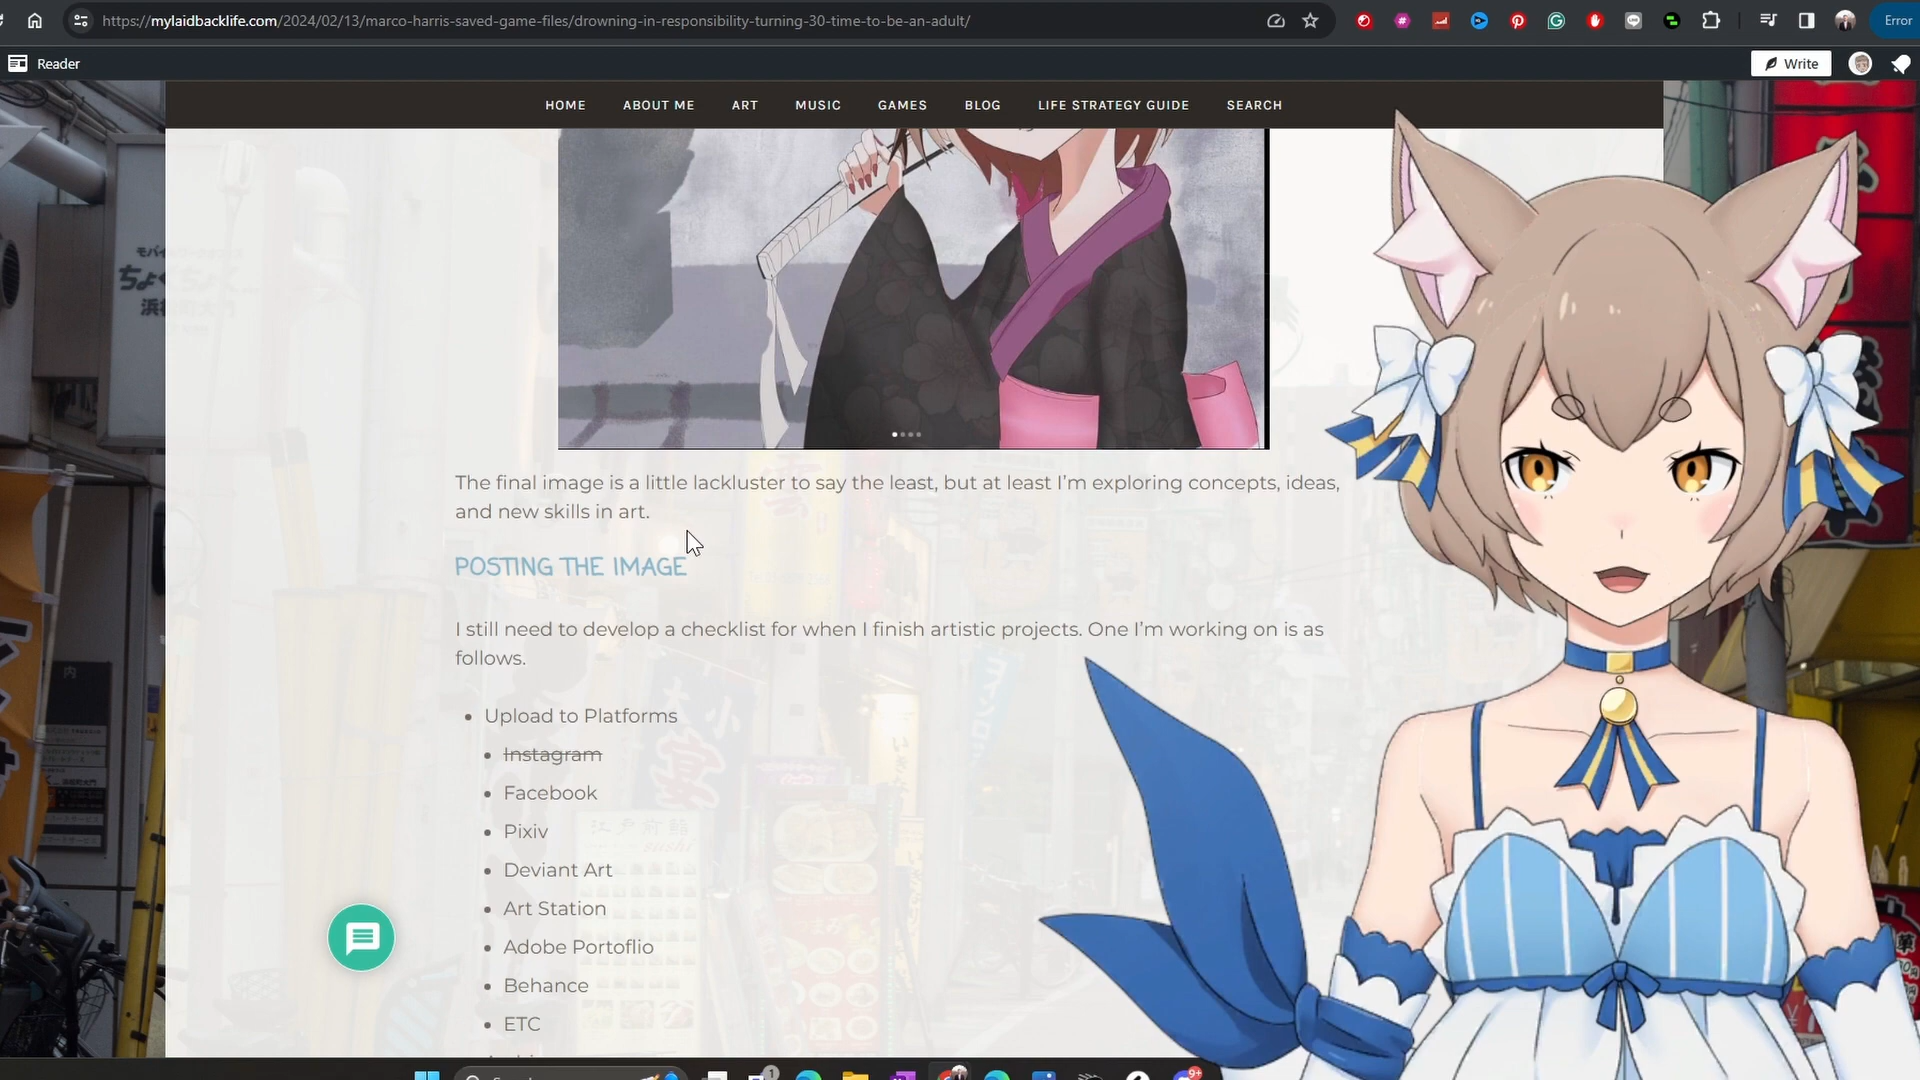 https://mylaidbacklife.com/2024/02/13/marco-harris-saved-game-files/drowning-in-responsibility-turning-30-time-to-be-an-adult/
Error
Reader
Write
HOME ABOUT ME ART MUSIC GAMES BLOG LIFE STRATEGY GUIDE SEARCH
The final image is a little lackluster to say the least, but at least I'm exploring concepts, ideas,
and new skills in art.
POSTING THE IMAGE
I still need to develop a checklist for when I finish artistic projects. One I'm working on is as
follows.
Upload to Platforms
Instagram
Facebook
Pixiv
Deviant Art
Art Station
Adobe Portoflio
Behance
ETC
1
9+